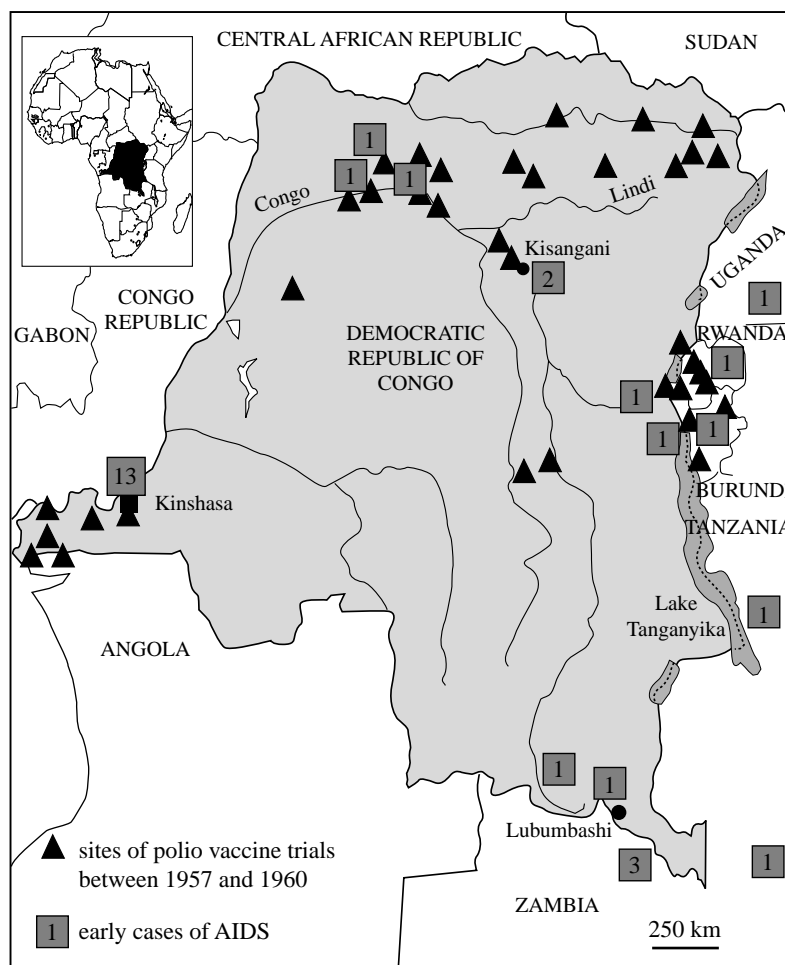 CENTRAL AFRICAN REPUBLIC
SUDAN
1
1
1
Congo
Lindi
Kisangani
2
UGANDA
1
CONGO
REPUBLIC
GABON
DEMOCRATIC
REPUBLIC OF
CONGO
RWANDA
1
1
1
1
13
Kinshasa
BURUNDI
TANZANIA
Lake
Tanganyika
1
ANGOLA
1
1
Lubumbashi
3
1
ZAMBIA
sites of polio vaccine trials
between 1957 and 1960
1 early cases of AIDS
250 km